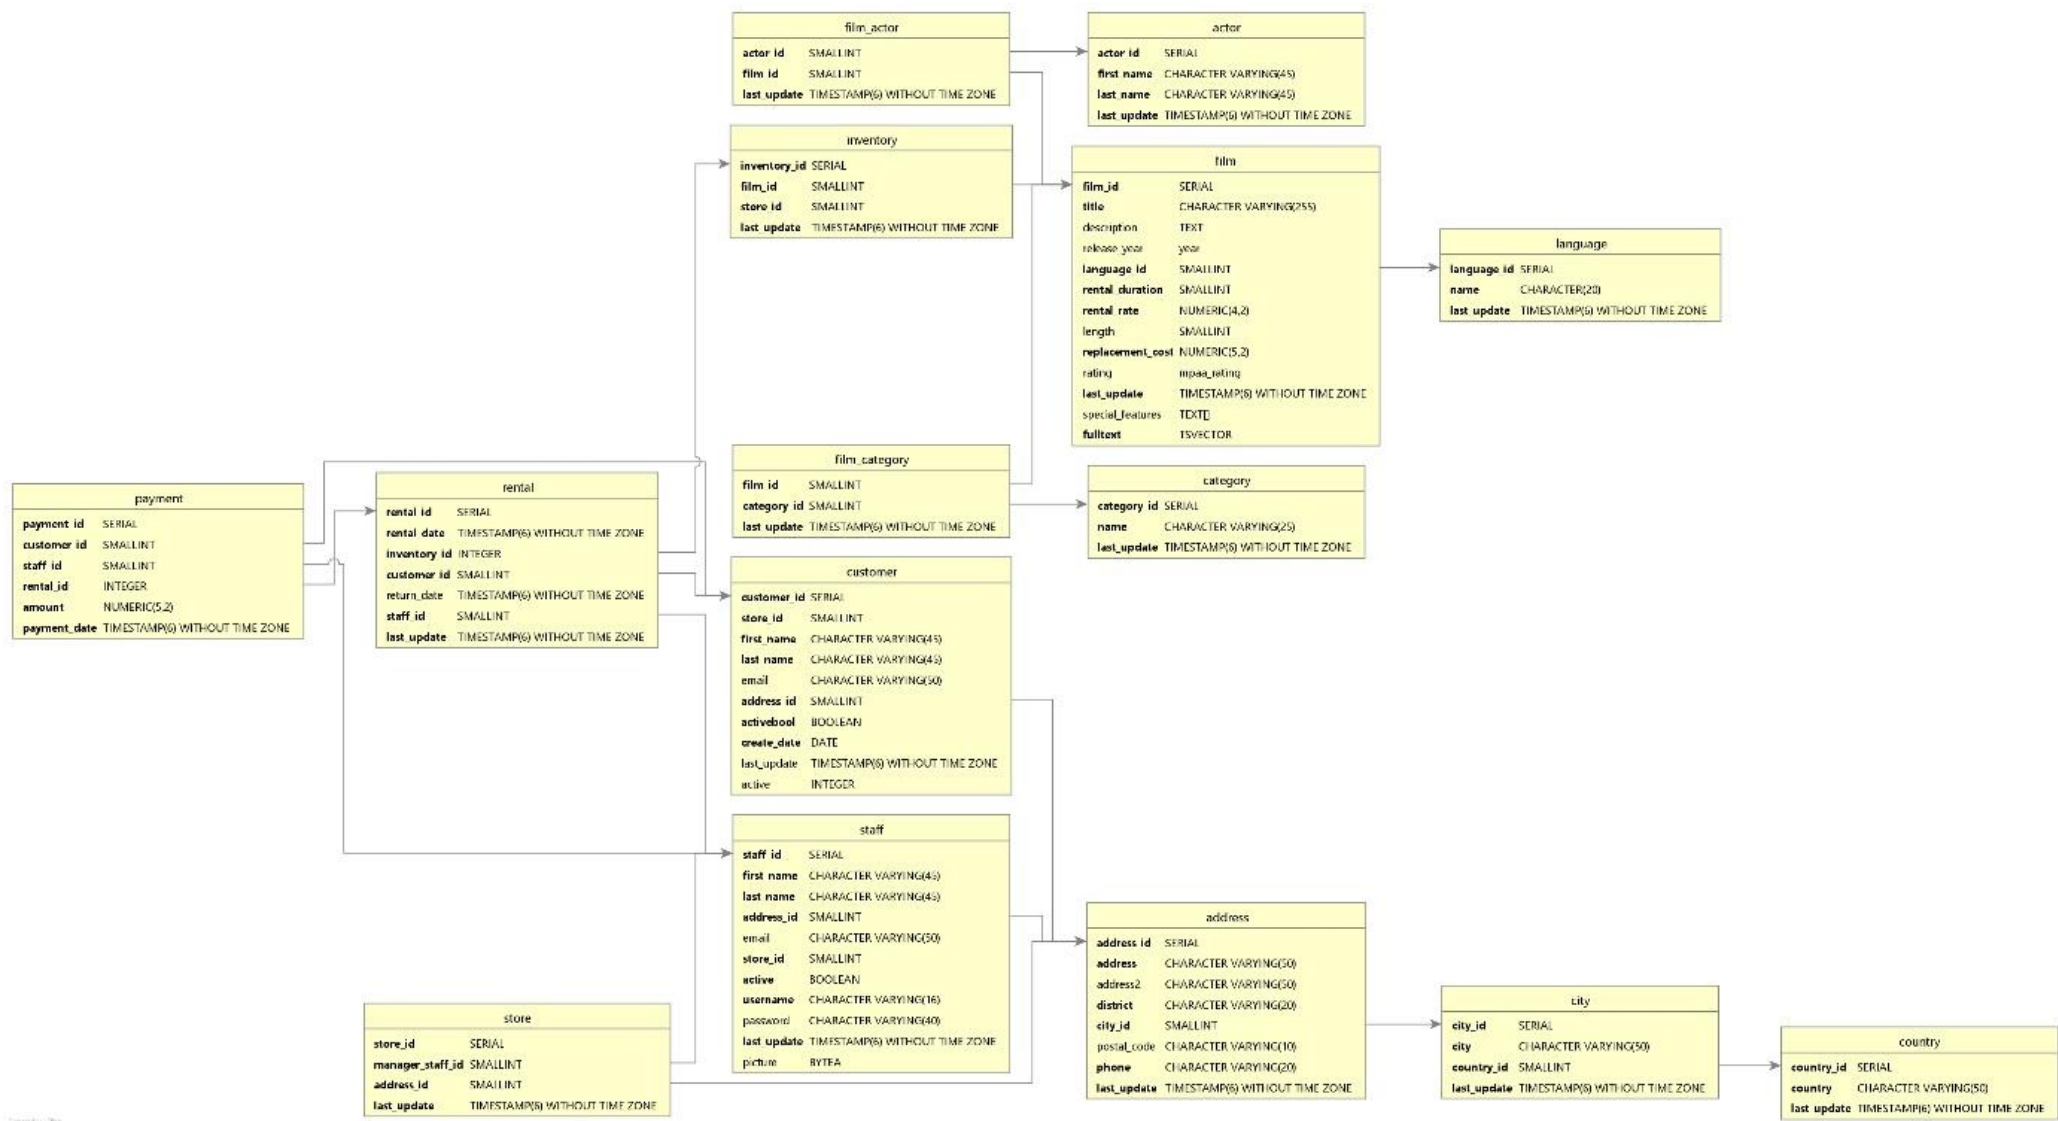 film_actor
actor_id SMALLINT
film_id SMALLINT
last_update TIMESTAMP(6) WITHOUT TIME ZONE
actor
actor_id SERIAL
first_name CHARACTER VARYING(45)
last_name CHARACTER VARYING(45)
last_update TIMESTAMP(6) WITHOUT TIME ZONE
inventory
inventory_id SERIAL
film_id SMALLINT
store_id SMALLINT
last_update TIMESTAMP(6) WITHOUT TIME ZONE
film
film_id SERIAL
title CHARACTER VARYING(255)
description TEXT
release_year year
language_id SMALLINT
rental_duration SMALLINT
rental_rate NUMERIC(4,2)
length SMALLINT
replacement_cost NUMERIC(5,2)
rating mpaa_rating
last_update TIMESTAMP(6) WITHOUT TIME ZONE
special_features TEXT[]
fulltext TSVECTOR
language
language_id SERIAL
name CHARACTER(20)
last_update TIMESTAMP(6) WITHOUT TIME ZONE
payment
payment_id SERIAL
customer_id SMALLINT
staff_id SMALLINT
rental_id INTEGER
amount NUMERIC(5,2)
payment_date TIMESTAMP(6) WITHOUT TIME ZONE
rental
rental_id SERIAL
rental_date TIMESTAMP(6) WITHOUT TIME ZONE
inventory_id INTEGER
customer_id SMALLINT
return_date TIMESTAMP(6) WITHOUT TIME ZONE
staff_id SMALLINT
last_update TIMESTAMP(6) WITHOUT TIME ZONE
film_category
film_id SMALLINT
category_id SMALLINT
last_update TIMESTAMP(6) WITHOUT TIME ZONE
category
category_id SERIAL
name CHARACTER VARYING(25)
last_update TIMESTAMP(6) WITHOUT TIME ZONE
customer
customer_id SERIAL
store_id SMALLINT
first_name CHARACTER VARYING(45)
last_name CHARACTER VARYING(45)
email CHARACTER VARYING(50)
address_id SMALLINT
activebool BOOLEAN
create_date DATE
last_update TIMESTAMP(6) WITHOUT TIME ZONE
active INTEGER
staff
staff_id SERIAL
first_name CHARACTER VARYING(45)
last_name CHARACTER VARYING(45)
address_id SMALLINT
email CHARACTER VARYING(50)
store_id SMALLINT
active BOOLEAN
username CHARACTER VARYING(16)
password CHARACTER VARYING(40)
last_update TIMESTAMP(6) WITHOUT TIME ZONE
picture BYTEA
store
store_id SERIAL
manager_staff_id SMALLINT
address_id SMALLINT
last_update TIMESTAMP(6) WITHOUT TIME ZONE
address
address_id SERIAL
address CHARACTER VARYING(50)
address2 CHARACTER VARYING(50)
district CHARACTER VARYING(20)
city_id SMALLINT
postal_code CHARACTER VARYING(10)
phone CHARACTER VARYING(20)
last_update TIMESTAMP(6) WITHOUT TIME ZONE
city
city_id SERIAL
city CHARACTER VARYING(50)
country_id SMALLINT
last_update TIMESTAMP(6) WITHOUT TIME ZONE
country
country_id SERIAL
country CHARACTER VARYING(50)
last_update TIMESTAMP(6) WITHOUT TIME ZONE